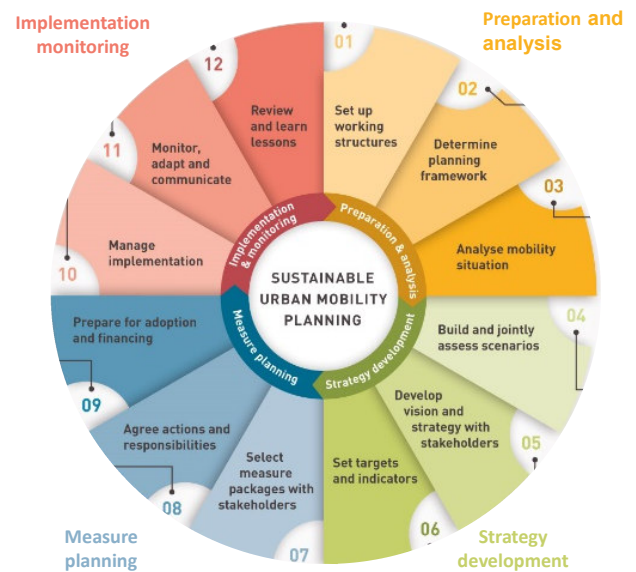 Implementation
monitoring
Preparation and
analysis
01
Set up
working
structures
02
Determine
planning
framework
03
Analyse mobility
situation
04
Build and jointly
assess scenarios
05
Develop
vision and
strategy with
stakeholders
06
Set targets
and indicators
07
Select
measure
packages with
stakeholders
08
Agree actions and
responsibilities
09
Prepare for adoption
and financing
10
Manage
implementation
11
Monitor,
adapt and
communicate
12
Review
and learn
lessons
Preparation & analysis
Strategy development
Measure planning
Implementation
& monitoring
SUSTAINABLE
URBAN MOBILITY
PLANNING
Measure
planning
Strategy
development